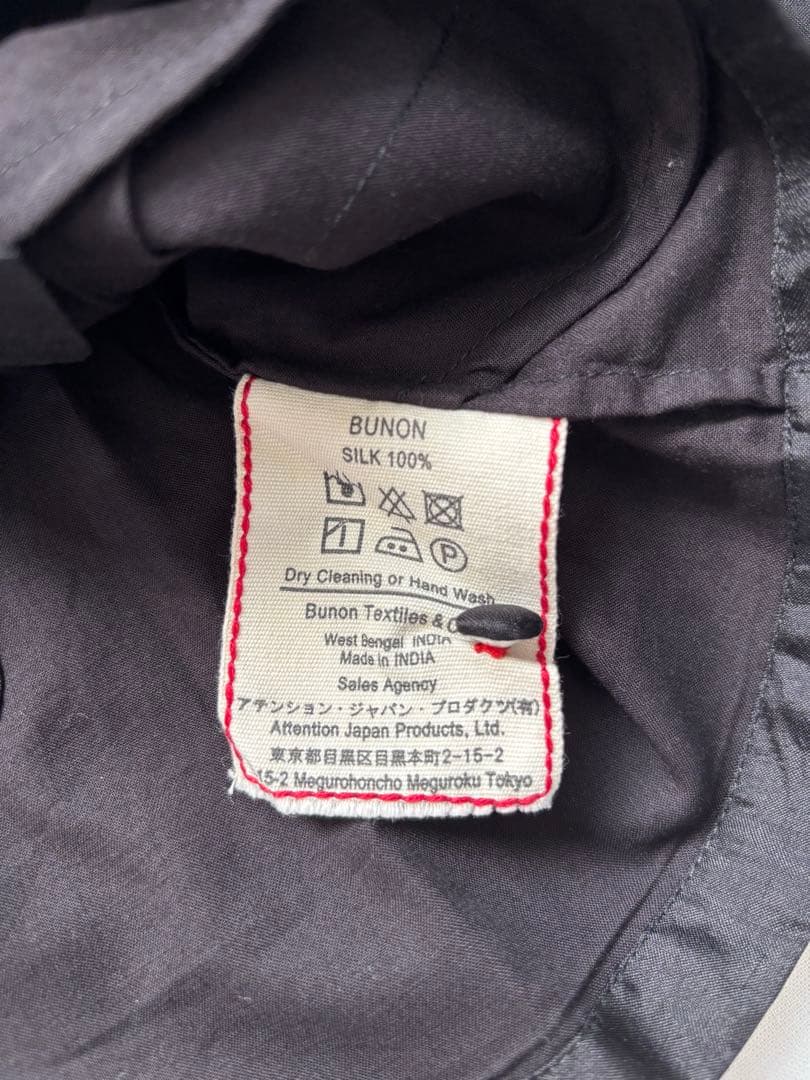 BUNON
SILK 100%
P
Dry Cleaning or Hand Wash
Bunon Textiles &
West Bengal INDIA
Made in INDIA
Sales Agency
アテンション・ジャパン・プロダクツ(有)
Attention Japan Products, Ltd.
東京都目黒区目黒本町2-15-2
15-2 Megurohoncho Meguroku Tokyo